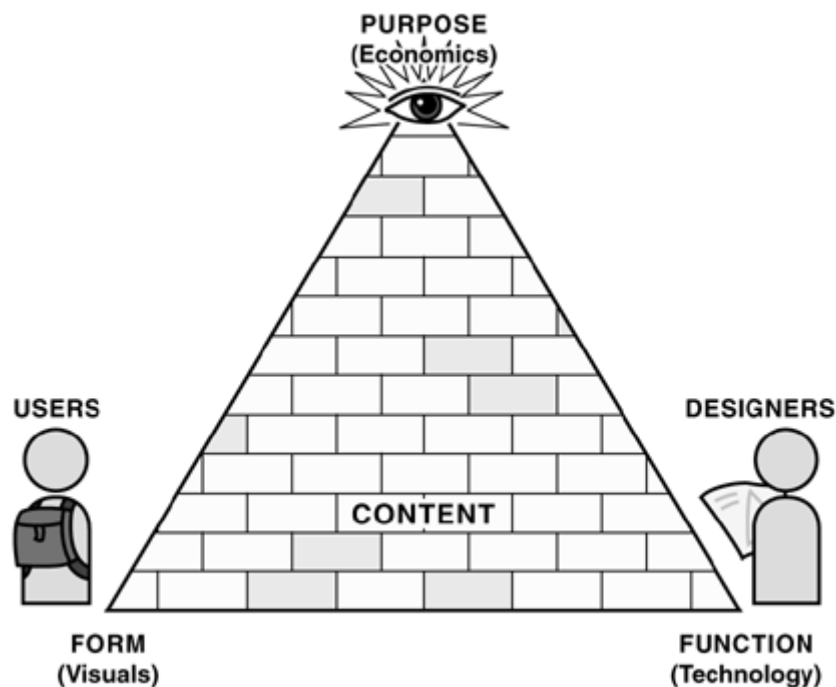 PURPOSE
(Economics)
USERS
DESIGNERS
CONTENT
FORM
(Visuals)
FUNCTION
(Technology)